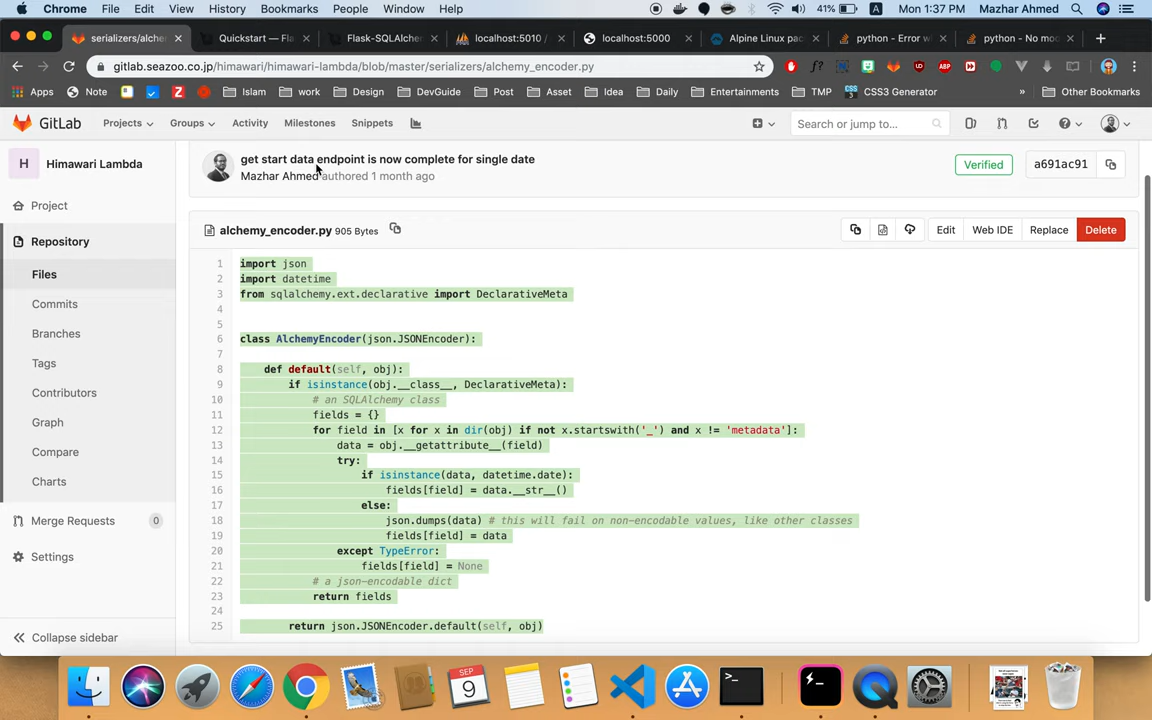 Chrome File Edit View History Bookmarks People Window Help 41% A Mon 1:37 PM Mazhar Ahmed
serializers/alche Quickstart — Fla Flask-SQLAlche localhost:5010 / localhost:5000 Alpine Linux pac python - Error w python - No mod
gitlab.seazoo.co.jp/himawari/himawari-lambda/blob/master/serializers/alchemy_encoder.py
Apps Note Islam work Design DevGuide Post Asset Idea Daily Entertainments TMP CSS3 Generator » Other Bookmarks
GitLab Projects Groups Activity Milestones Snippets Search or jump to...
H Himawari Lambda
Project
Repository
Files
Commits
Branches
Tags
Contributors
Graph
Compare
Charts
Merge Requests 0
Settings
Collapse sidebar
get start data endpoint is now complete for single date
Mazhar Ahmed authored 1 month ago
Verified a691ac91
alchemy_encoder.py 905 Bytes
Edit Web IDE Replace Delete
1 import json
2 import datetime
3 from sqlalchemy.ext.declarative import DeclarativeMeta
4
5
6 class AlchemyEncoder(json.JSONEncoder):
7
8 def default(self, obj):
9 if isinstance(obj.__class__, DeclarativeMeta):
10 # an SQLAlchemy class
11 fields = {}
12 for field in [x for x in dir(obj) if not x.startswith('_') and x != 'metadata']:
13 data = obj.__getattribute__(field)
14 try:
15 if isinstance(data, datetime.date):
16 fields[field] = data.__str__()
17 else:
18 json.dumps(data) # this will fail on non-encodable values, like other classes
19 fields[field] = data
20 except TypeError:
21 fields[field] = None
22 # a json-encodable dict
23 return fields
24
25 return json.JSONEncoder.default(self, obj)
SEP
9